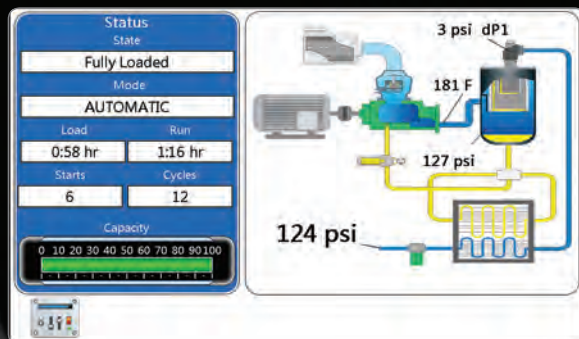 Status
State
Fully Loaded
Mode
AUTOMATIC
Load Run
0:58 hr 1:16 hr
Starts Cycles
6 12
Capacity
0 10 20 30 40 50 60 70 80 90 100
3 psi dP1
181 F
127 psi
124 psi